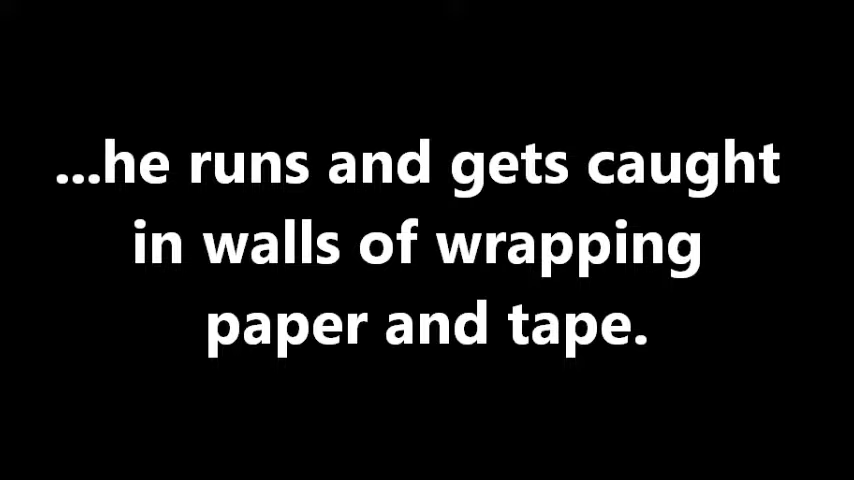 ...he runs and gets caught
in walls of wrapping
paper and tape.